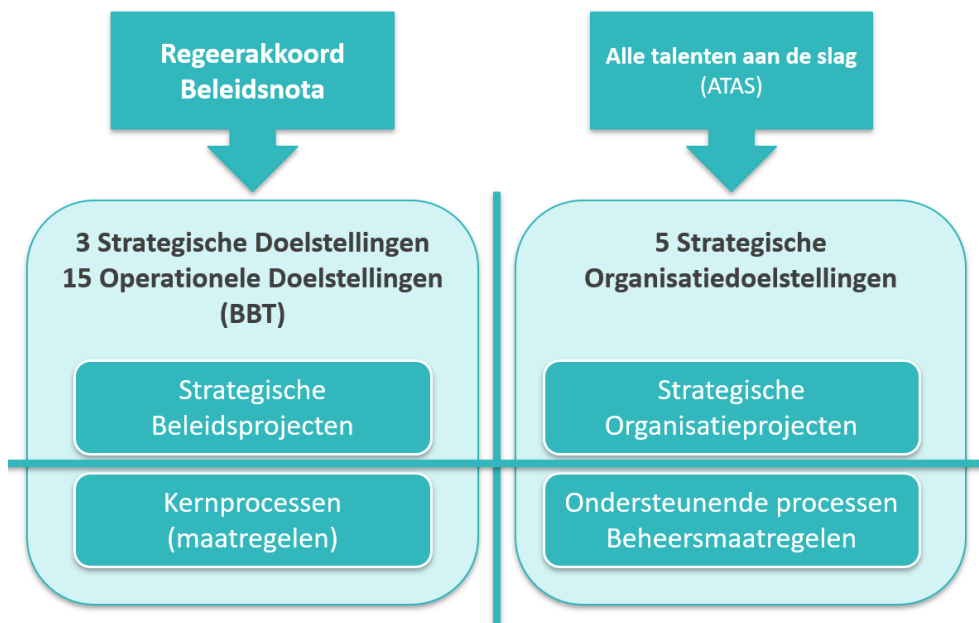 Regeerakkoord
Beleidsnota
Alle talenten aan de slag
(ATAS)
3 Strategische Doelstellingen
15 Operationele Doelstellingen
(BBT)
5 Strategische
Organisatiedoelstellingen
Strategische
Beleidsprojecten
Strategische
Organisatieprojecten
Kernprocessen
(maatregelen)
Ondersteunende processen
Beheersmaatregelen